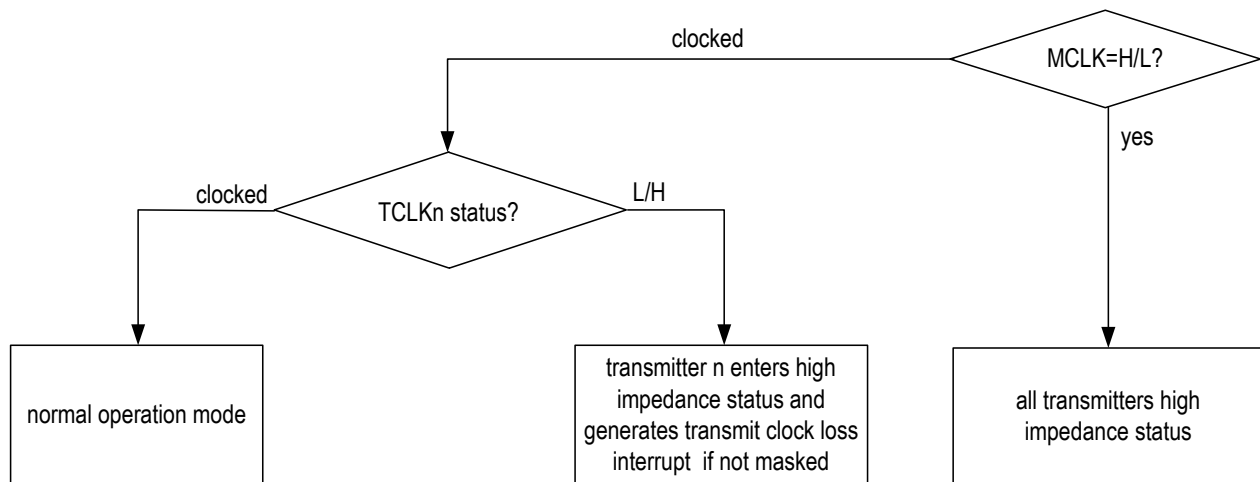 clocked
MCLK=H/L?
yes
clocked
TCLKn status?
L/H
normal operation mode
transmitter n enters high
impedance status and
generates transmit clock loss
interrupt if not masked
all transmitters high
impedance status